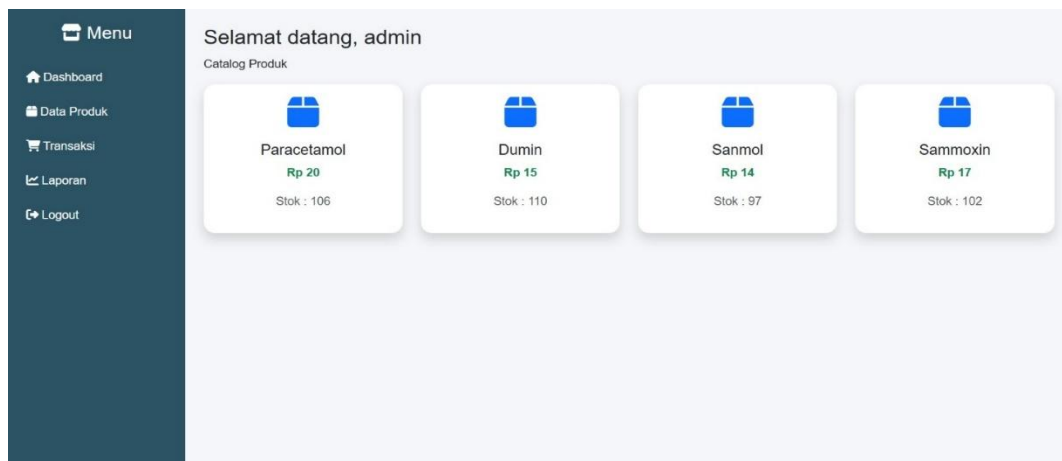 Menu
Dashboard
Data Produk
Transaksi
Laporan
Logout
Selamat datang, admin
Catalog Produk
Paracetamol
Rp 20
Stok : 106
Dumin
Rp 15
Stok : 110
Sanmol
Rp 14
Stok : 97
Sammoxin
Rp 17
Stok : 102